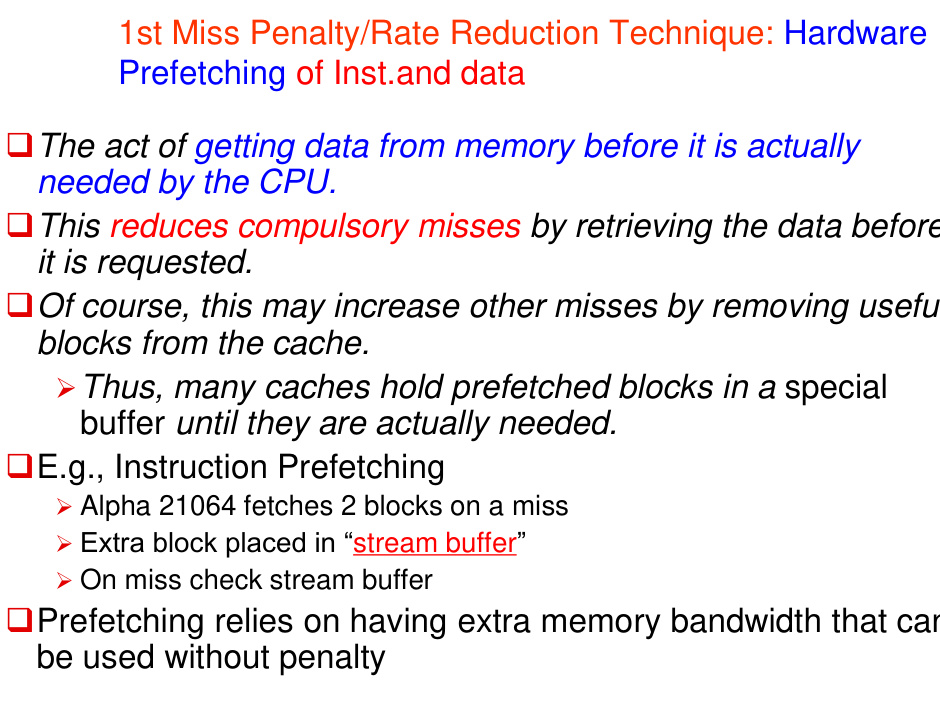 1st Miss Penalty/Rate Reduction Technique: Hardware
Prefetching of Inst.and data
The act of getting data from memory before it is actually
needed by the CPU.
This reduces compulsory misses by retrieving the data before
it is requested.
Of course, this may increase other misses by removing usefu
blocks from the cache.
Thus, many caches hold prefetched blocks in a special
buffer until they are actually needed.
E.g., Instruction Prefetching
Alpha 21064 fetches 2 blocks on a miss
Extra block placed in “stream buffer”
On miss check stream buffer
Prefetching relies on having extra memory bandwidth that can
be used without penalty